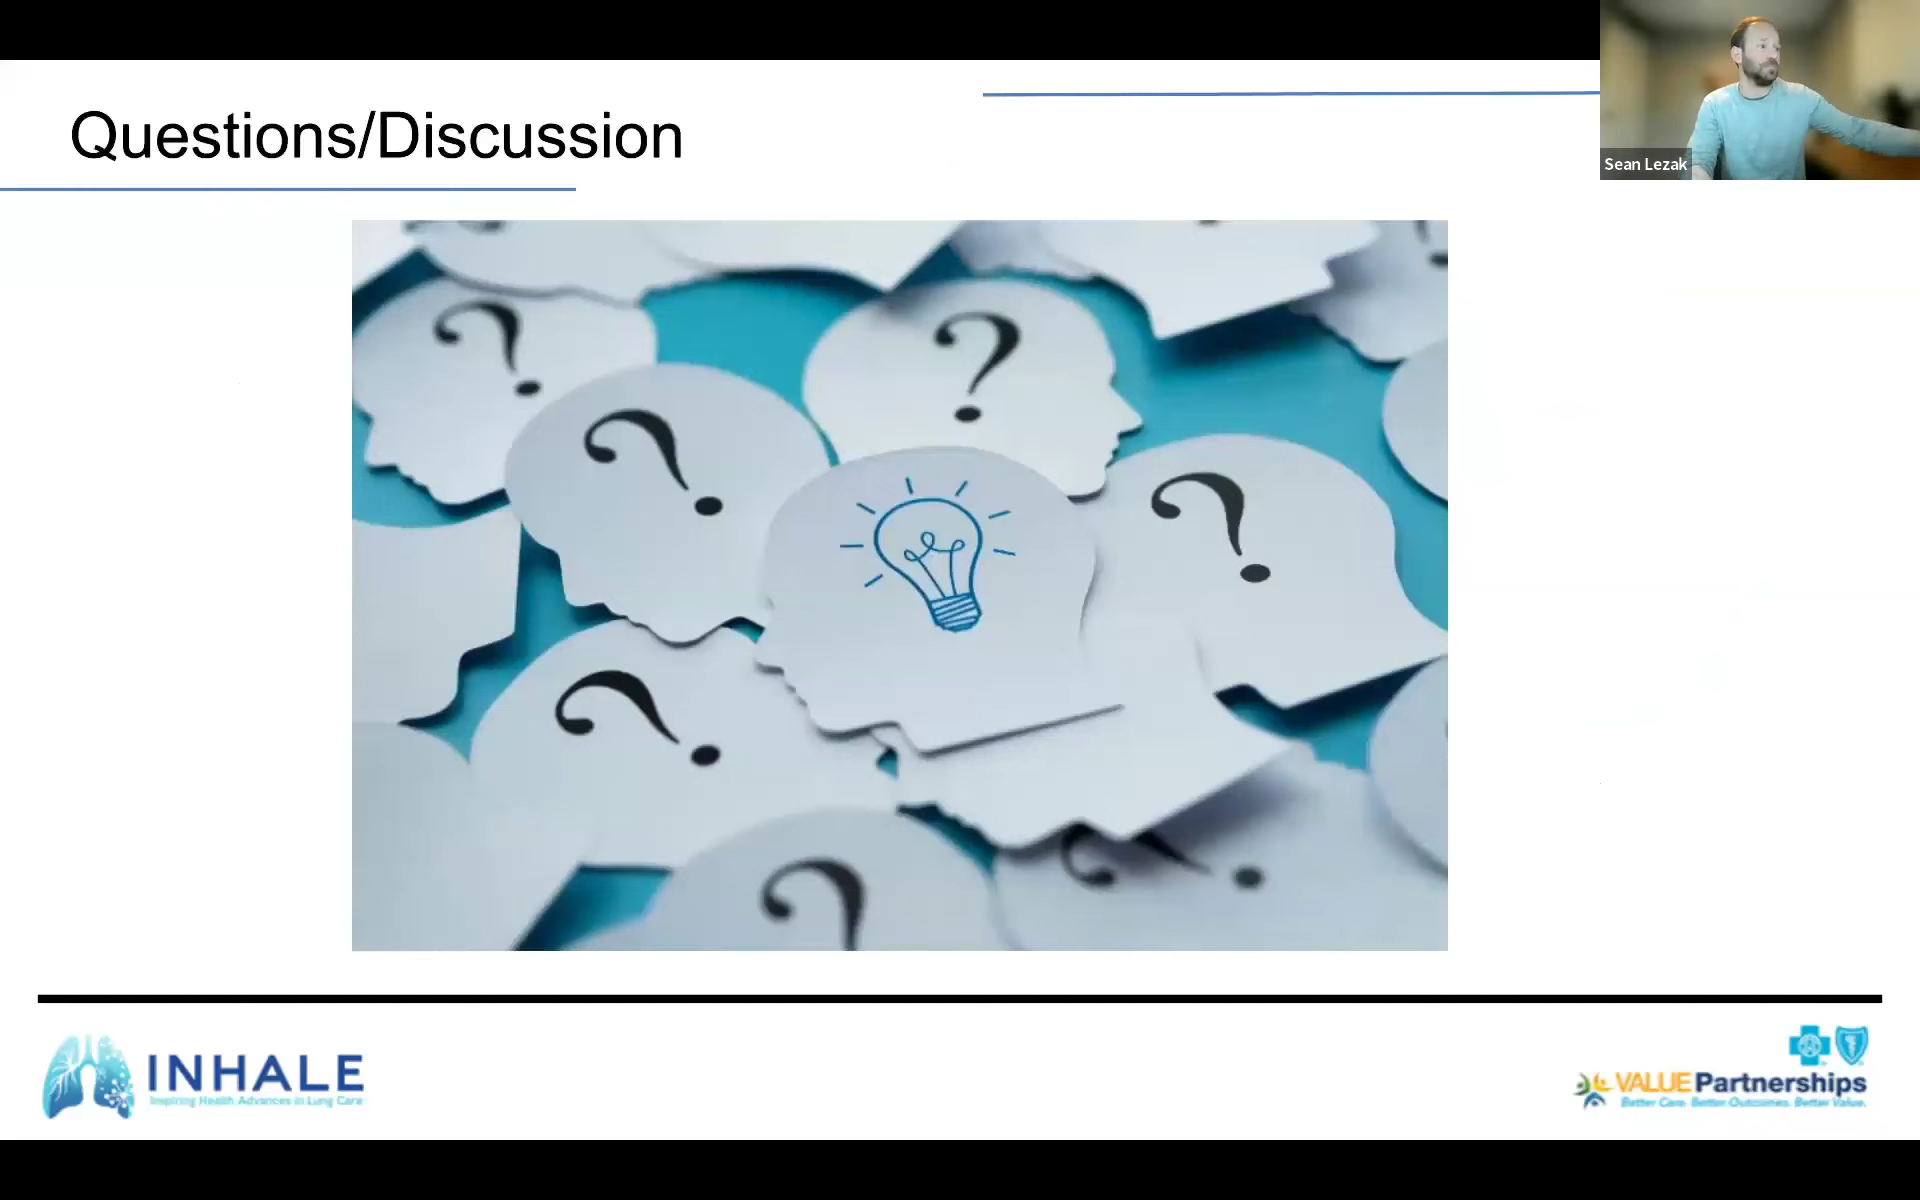 Questions/Discussion
Sean Lezak
?
?
?
?
?
?
INHALE
Inspiring Health Advances in Lung Care
VALUE Partnerships
Better Care. Better Outcomes. Better Value.